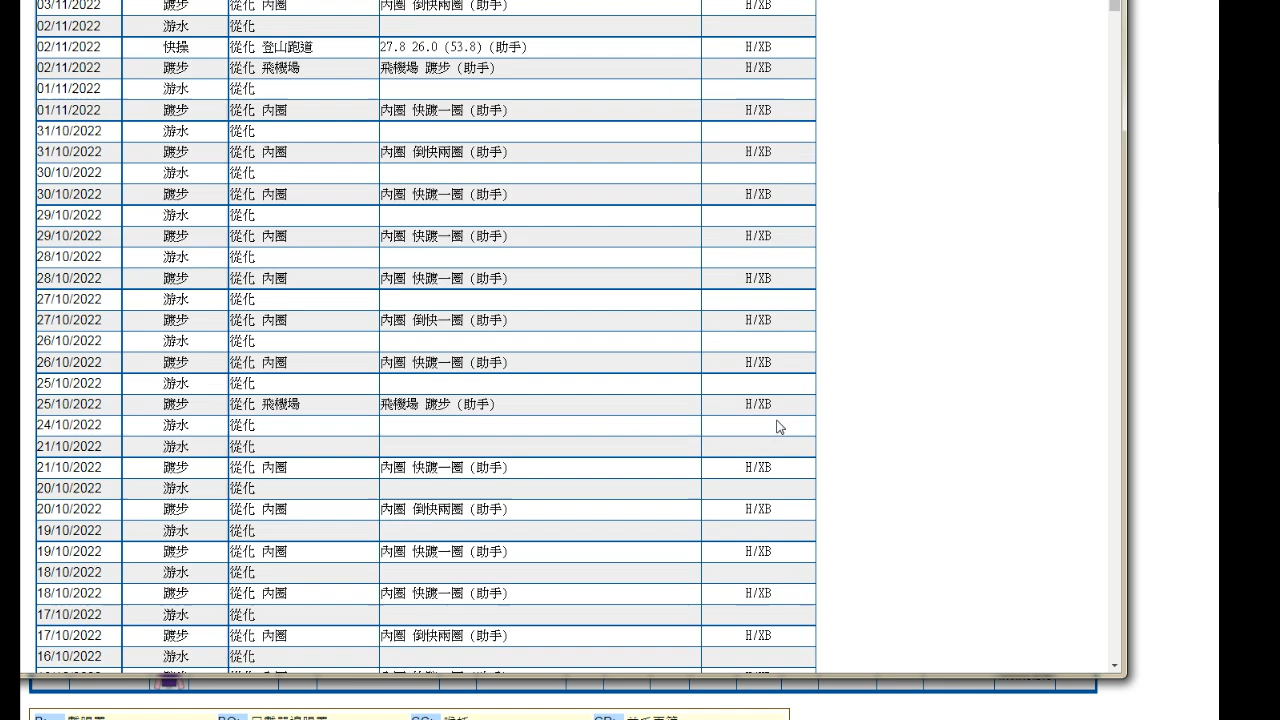 03/11/2022 踱步 從化 內圈 內圈 倒快兩圈 (助手) H/XB
02/11/2022 游水 從化
02/11/2022 快操 從化 登山跑道 27.8 26.0 (53.8) (助手) H/XB
02/11/2022 踱步 從化 飛機場 飛機場 踱步 (助手) H/XB
01/11/2022 游水 從化
01/11/2022 踱步 從化 內圈 內圈 快踱一圈 (助手) H/XB
31/10/2022 游水 從化
31/10/2022 踱步 從化 內圈 內圈 倒快兩圈 (助手) H/XB
30/10/2022 游水 從化
30/10/2022 踱步 從化 內圈 內圈 快踱一圈 (助手) H/XB
29/10/2022 游水 從化
29/10/2022 踱步 從化 內圈 內圈 快踱一圈 (助手) H/XB
28/10/2022 游水 從化
28/10/2022 踱步 從化 內圈 內圈 快踱一圈 (助手) H/XB
27/10/2022 游水 從化
27/10/2022 踱步 從化 內圈 內圈 倒快一圈 (助手) H/XB
26/10/2022 游水 從化
26/10/2022 踱步 從化 內圈 內圈 快踱一圈 (助手) H/XB
25/10/2022 游水 從化
25/10/2022 踱步 從化 飛機場 飛機場 踱步 (助手) H/XB
24/10/2022 游水 從化
21/10/2022 游水 從化
21/10/2022 踱步 從化 內圈 內圈 快踱一圈 (助手) H/XB
20/10/2022 游水 從化
20/10/2022 踱步 從化 內圈 內圈 倒快兩圈 (助手) H/XB
19/10/2022 游水 從化
19/10/2022 踱步 從化 內圈 內圈 快踱一圈 (助手) H/XB
18/10/2022 游水 從化
18/10/2022 踱步 從化 內圈 內圈 快踱一圈 (助手) H/XB
17/10/2022 游水 從化
17/10/2022 踱步 從化 內圈 內圈 倒快兩圈 (助手) H/XB
16/10/2022 游水 從化